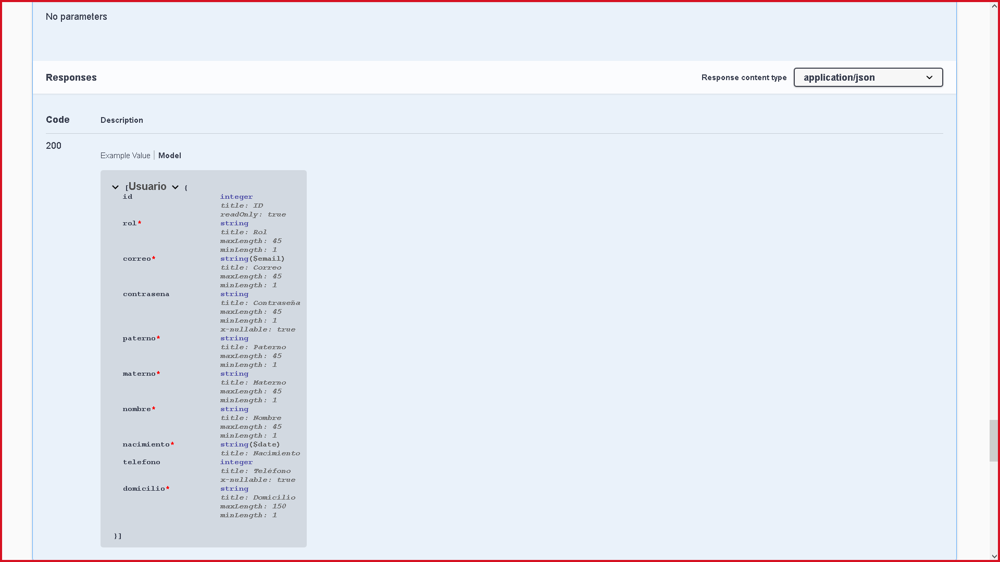 No parameters
Responses
Response content type application/json
Code Description
200
Example Value Model
[Usuario {
id integer
title: ID
readOnly: true
rol* string
title: Rol
maxLength: 45
minLength: 1
correo* string($email)
title: Correo
maxLength: 45
minLength: 1
contrasena string
title: Contraseña
maxLength: 45
minLength: 1
x-nullable: true
paterno* string
title: Paterno
maxLength: 45
minLength: 1
materno* string
title: Materno
maxLength: 45
minLength: 1
nombre* string
title: Nombre
maxLength: 45
minLength: 1
nacimiento* string($date)
title: Nacimiento
telefono integer
title: Teléfono
x-nullable: true
domicilio* string
title: Domicilio
maxLength: 150
minLength: 1
}]